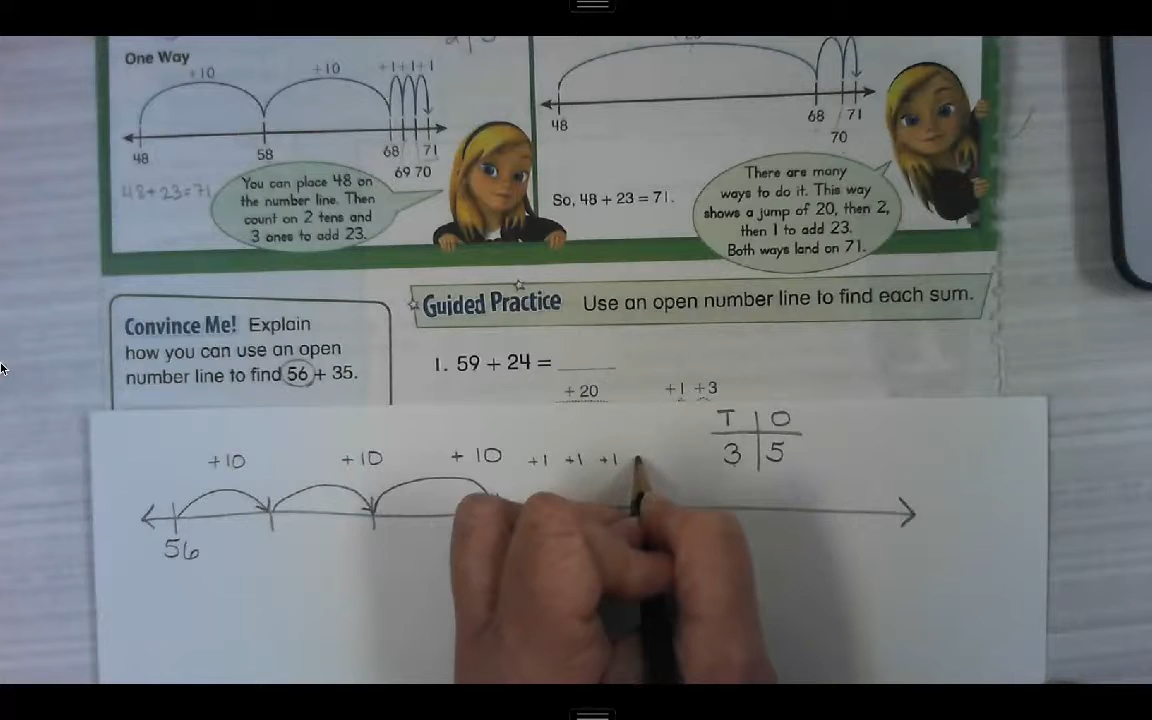 One Way
+10 +10 +1 +1 +1
48 58 68 71
69 70
48+23=71
You can place 48 on
the number line. Then
count on 2 tens and
3 ones to add 23.
48 68 71
70
So, 48 + 23 = 71.
There are many
ways to do it. This way
shows a jump of 20, then 2,
then 1 to add 23.
Both ways land on 71.
Convince Me! Explain
how you can use an open
number line to find 56 + 35.
Guided Practice Use an open number line to find each sum.
1. 59 + 24 =
+20 +1 +3
T O
3 5
+10 +10 +10 +1 +1 +1
56